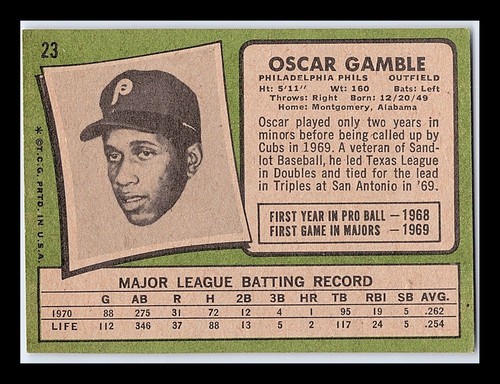 23
P
* ©T.C.G. PRTD. IN U.S.A.
OSCAR GAMBLE
PHILADELPHIA PHILS OUTFIELD
Ht: 5'11" Wt: 160 Bats: Left
Throws: Right Born: 12/20/49
Home: Montgomery, Alabama
Oscar played only two years in
minors before being called up by
Cubs in 1969. A veteran of Sand-
lot Baseball, he led Texas League
in Doubles and tied for the lead
in Triples at San Antonio in '69.
FIRST YEAR IN PRO BALL — 1968
FIRST GAME IN MAJORS — 1969
MAJOR LEAGUE BATTING RECORD
G AB R H 2B 3B HR TB RBI SB AVG.
1970 88 275 31 72 12 4 1 95 19 5 .262
LIFE 112 346 37 88 13 5 2 117 24 5 .254